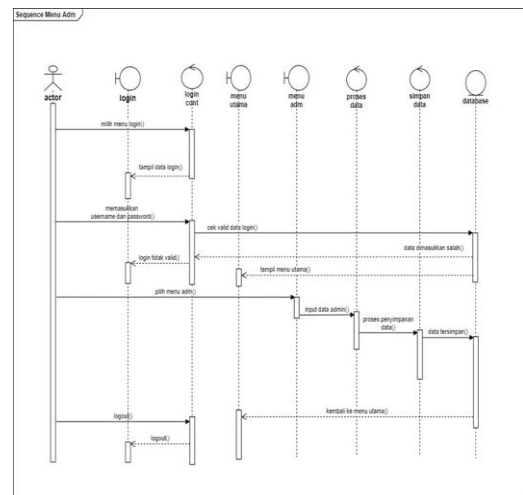 Sequence Menu Adm
actor
login
login
cont
menu
utama
menu
adm
proses
data
simpan
data
database
milih menu login()
tampil data login()
memasukkan
username dan password()
cek valid data login()
data dimasukkan salah()
login tidak valid()
tampil menu utama()
pilih menu adm()
input data admin()
proses penyimpanan
data()
data tersimpan()
kembali ke menu utama()
logout()
logout()